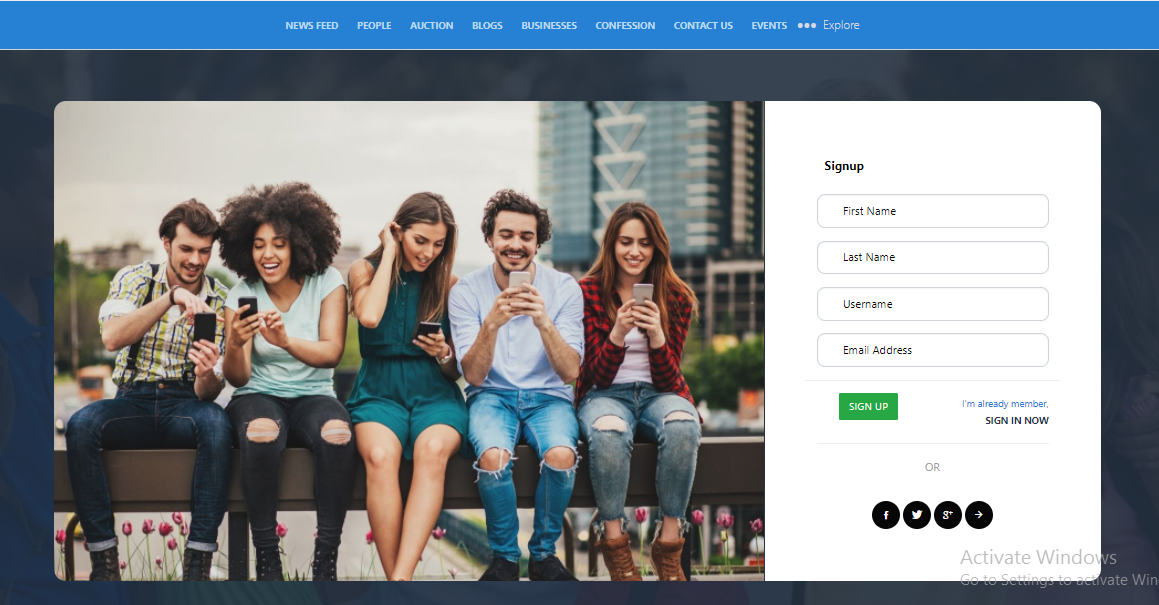 NEWS FEED PEOPLE AUCTION BLOGS BUSINESSES CONFESSION CONTACT US EVENTS ••• Explore
Signup
First Name
Last Name
Username
Email Address
SIGN UP
I'm already member,
SIGN IN NOW
OR
f g+
Activate Windows
Go to Settings to activate Win